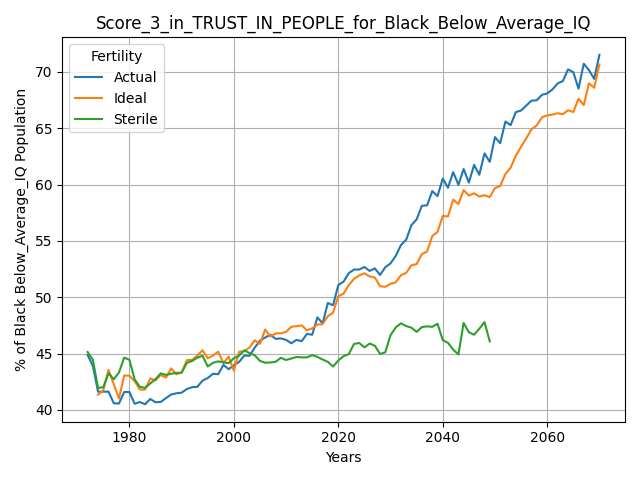 Score_3_in_TRUST_IN_PEOPLE_for_Black_Below_Average_IQ
Fertility
Actual
Ideal
Sterile
% of Black Below_Average_IQ Population
70
65
60
55
50
45
40
1980 2000 2020 2040 2060
Years